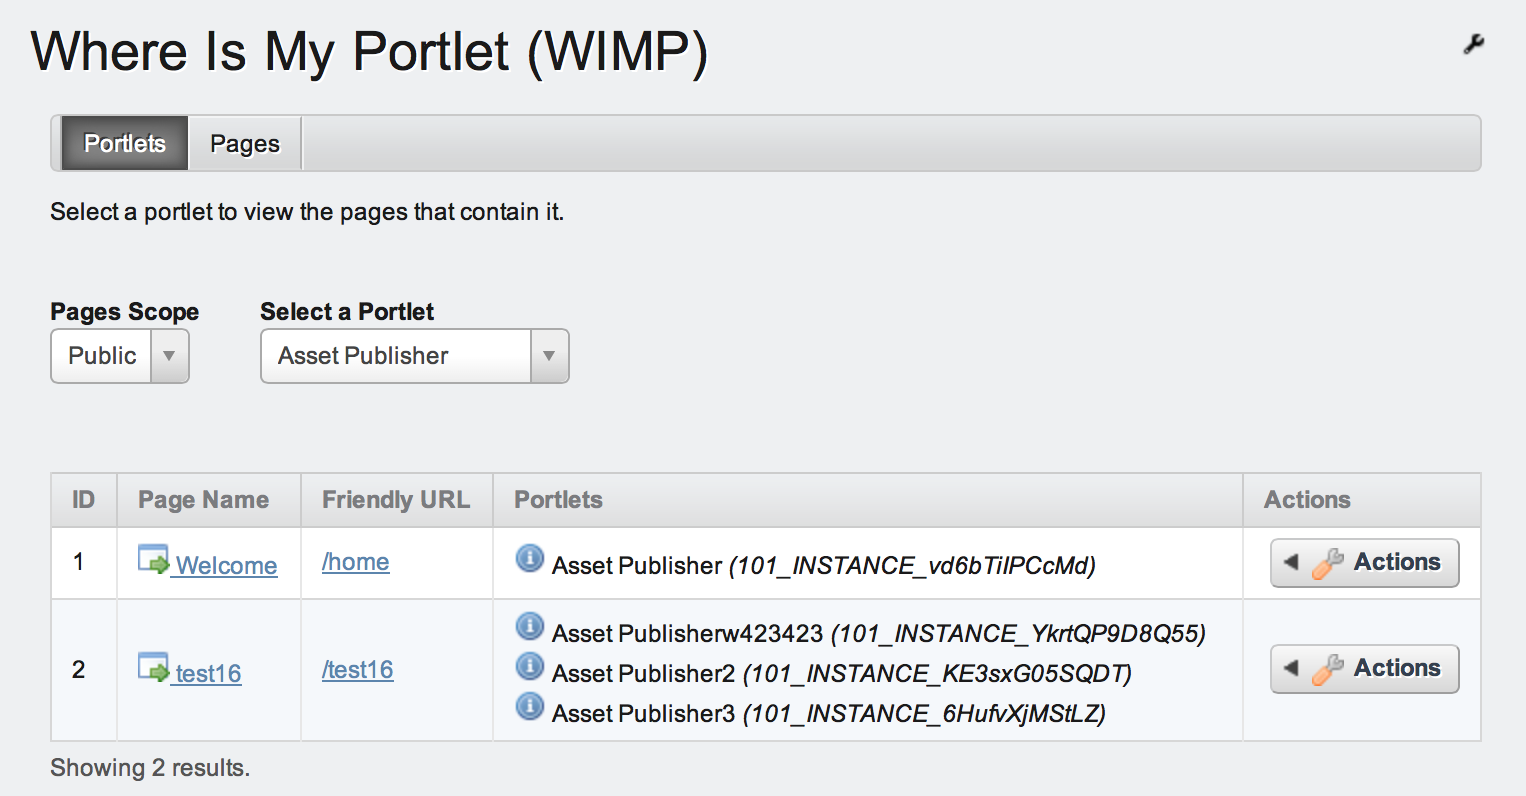 Where Is My Portlet (WIMP)
Portlets Pages
Select a portlet to view the pages that contain it.
Pages Scope Select a Portlet
Public Asset Publisher
ID Page Name Friendly URL Portlets Actions
1 Welcome /home Asset Publisher (101_INSTANCE_vd6bTiIPCcMd) Actions
Asset Publisherw423423 (101_INSTANCE_YkrtQP9D8Q55)
2 test16 /test16 Asset Publisher2 (101_INSTANCE_KE3sxG05SQDT) Actions
Asset Publisher3 (101_INSTANCE_6HufvXjMStLZ)
Showing 2 results.